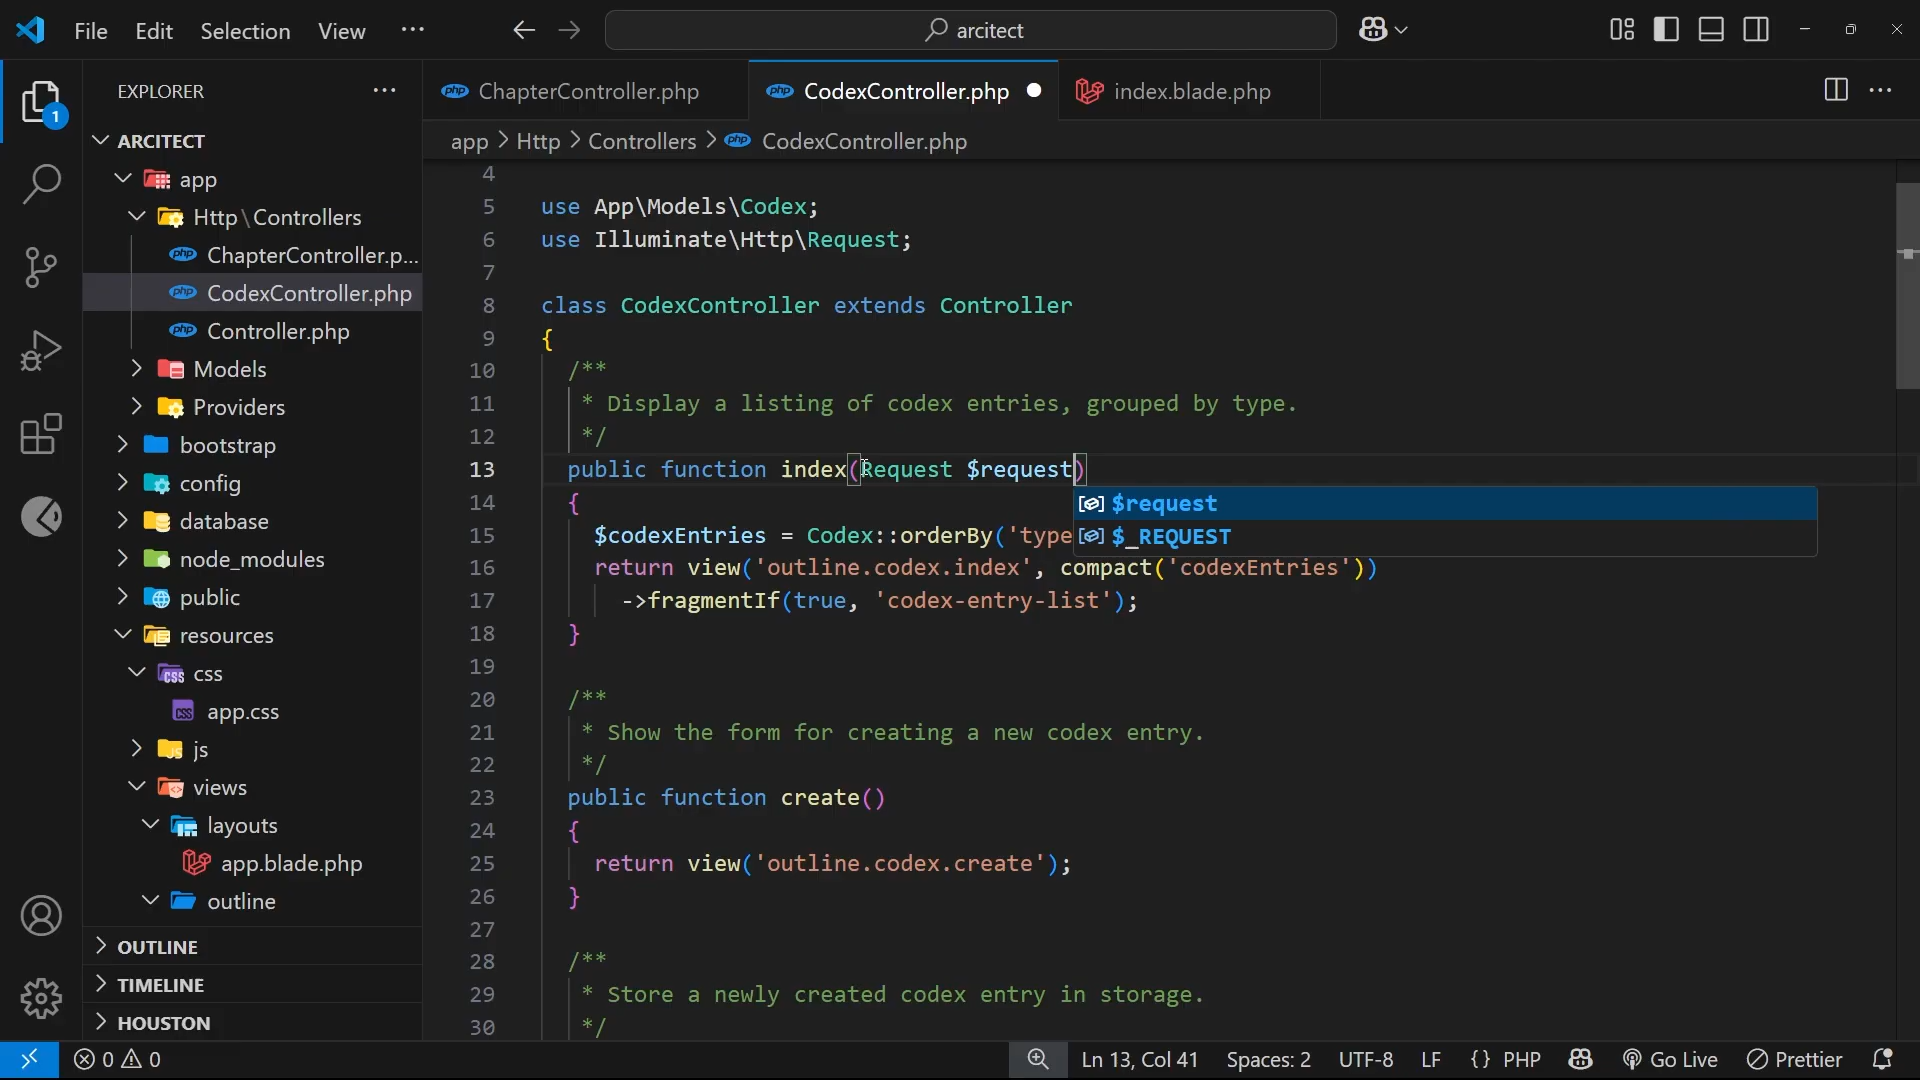 File Edit Selection View ···
arcitect
EXPLORER ···
1
ARCITECT
app
Http\Controllers
ChapterController.p...
CodexController.php
Controller.php
Models
Providers
bootstrap
config
database
node_modules
public
resources
css
app.css
js
views
layouts
app.blade.php
outline
OUTLINE
TIMELINE
HOUSTON
ChapterController.php
CodexController.php
index.blade.php
app > Http > Controllers > CodexController.php
4
5 use App\Models\Codex;
6 use Illuminate\Http\Request;
7
8 class CodexController extends Controller
9 {
10 /**
11 * Display a listing of codex entries, grouped by type.
12 */
13 public function index(Request $request)
14 {
$request
15 $codexEntries = Codex::orderBy('type
$_REQUEST
16 return view('outline.codex.index', compact('codexEntries'))
17 ->fragmentIf(true, 'codex-entry-list');
18 }
19
20 /**
21 * Show the form for creating a new codex entry.
22 */
23 public function create()
24 {
25 return view('outline.codex.create');
26 }
27
28 /**
29 * Store a newly created codex entry in storage.
30 */
0 0 Ln 13, Col 41 Spaces: 2 UTF-8 LF {} PHP Go Live Prettier